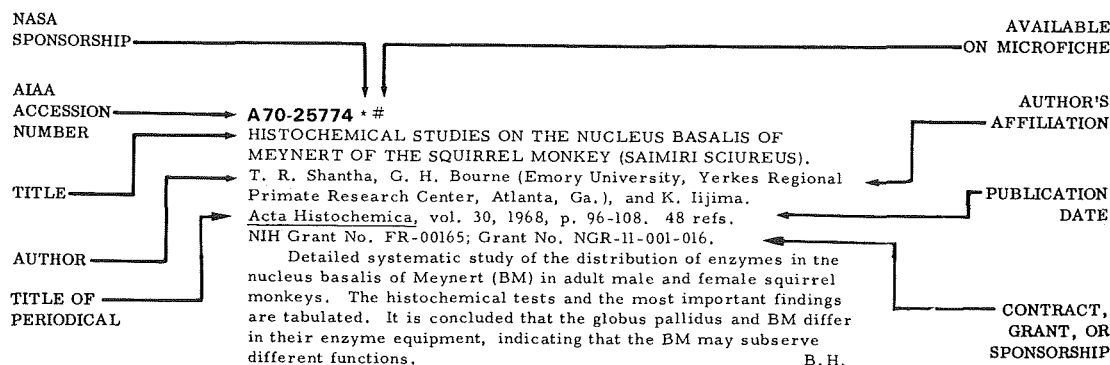 NASA
SPONSORSHIP
AVAILABLE
ON MICROFICHE
AIAA
ACCESSION
NUMBER
AUTHOR'S
AFFILIATION
TITLE
PUBLICATION
DATE
AUTHOR
TITLE OF
PERIODICAL
CONTRACT,
GRANT, OR
SPONSORSHIP
A70-25774 * #
HISTOCHEMICAL STUDIES ON THE NUCLEUS BASALIS OF
MEYNERT OF THE SQUIRREL MONKEY (SAIMIRI SCIUREUS).
T. R. Shantha, G. H. Bourne (Emory University, Yerkes Regional
Primate Research Center, Atlanta, Ga.), and K. Iijima.
Acta Histochemica, vol. 30, 1968, p. 96-108. 48 refs.
NIH Grant No. FR-00165; Grant No. NGR-11-001-016.
Detailed systematic study of the distribution of enzymes in the
nucleus basalis of Meynert (BM) in adult male and female squirrel
monkeys. The histochemical tests and the most important findings
are tabulated. It is concluded that the globus pallidus and BM differ
in their enzyme equipment, indicating that the BM may subserve
different functions. B.H.